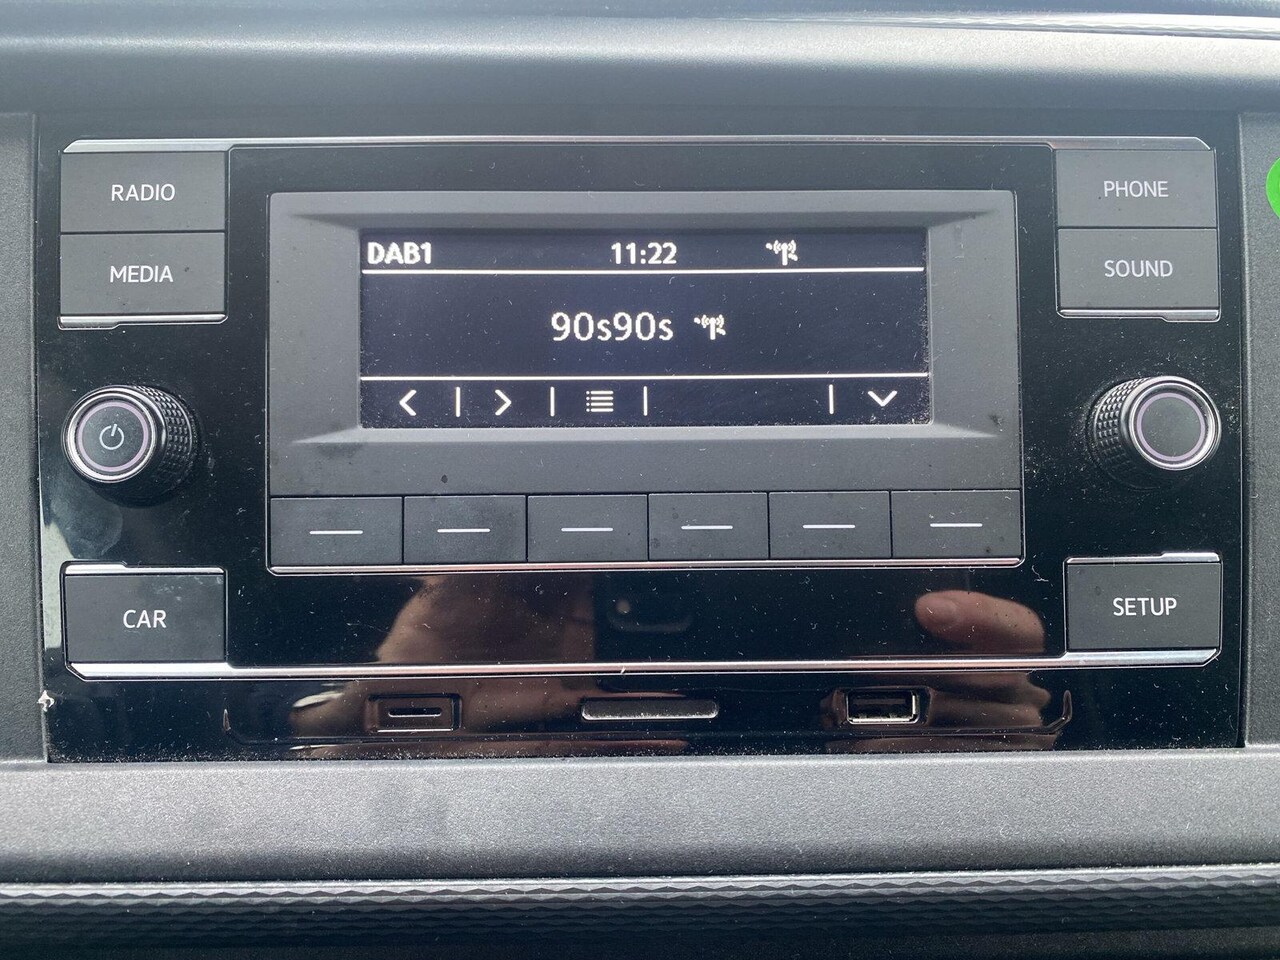 RADIO
MEDIA
DAB1 11:22
90s90s
PHONE
SOUND
CAR
SETUP